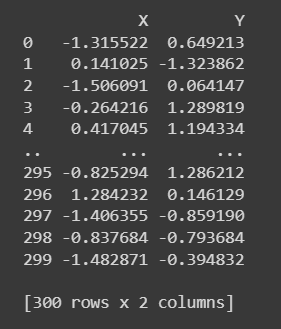 X         Y
0   -1.315522  0.649213
1    0.141025 -1.323862
2   -1.506091  0.064147
3   -0.264216  1.289819
4    0.417045  1.194334
..        ...       ...
295 -0.825294  1.286212
296  1.284232  0.146129
297 -1.406355 -0.859190
298 -0.837684 -0.793684
299 -1.482871 -0.394832
[300 rows x 2 columns]